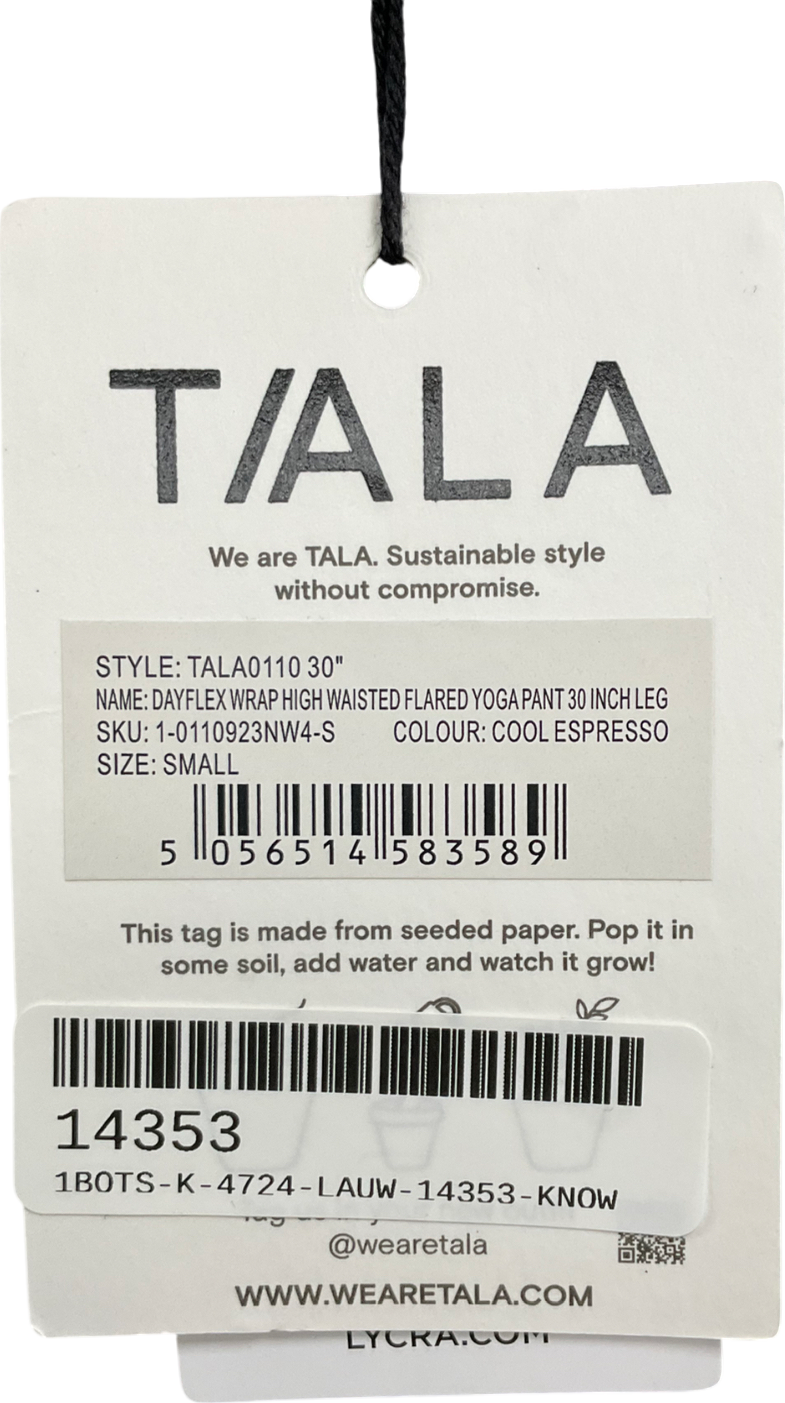 TALA
We are TALA. Sustainable style
without compromise.
STYLE: TALA0110 30"
NAME: DAYFLEX WRAP HIGH WAISTED FLARED YOGA PANT 30 INCH LEG
SKU: 1-0110923NW4-S COLOUR: COOL ESPRESSO
SIZE: SMALL
5 056514 583589
This tag is made from seeded paper. Pop it in
some soil, add water and watch it grow!
14353
1BOTS-K-4724-LAUW-14353-KNOW
@wearetala
WWW.WEARETALA.COM
LYCRA.COM